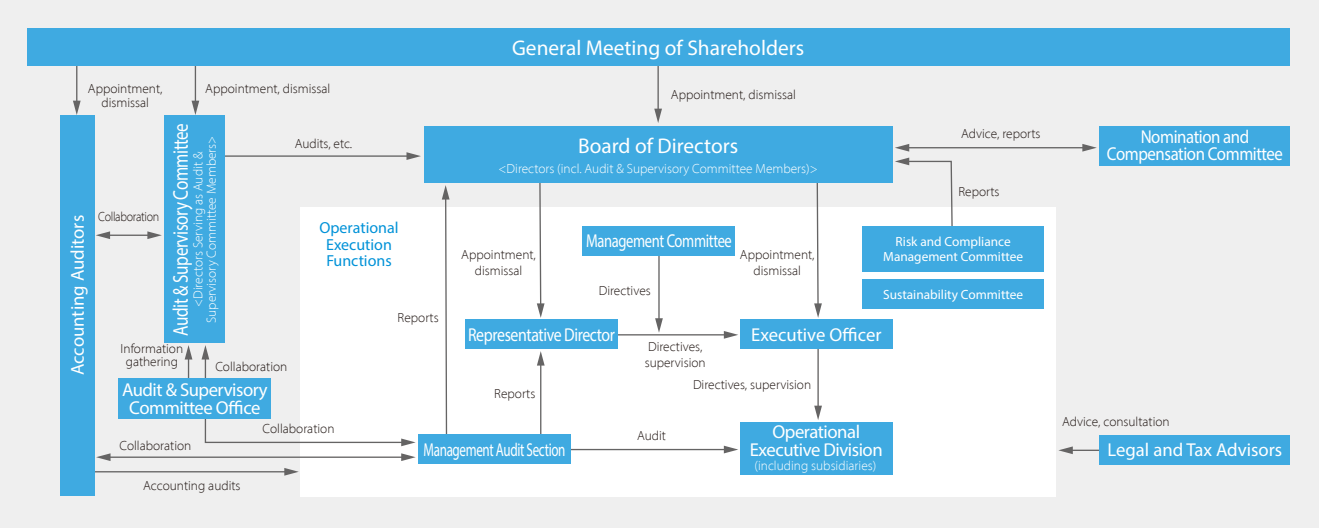 General Meeting of Shareholders
Appointment,
dismissal
Appointment, dismissal
Appointment, dismissal
Accounting Auditors
Audit & Supervisory Committee
<Directors Serving as Audit &
Supervisory Committee Members>
Audits, etc.
Board of Directors
<Directors (incl. Audit & Supervisory Committee Members)>
Advice, reports
Nomination and
Compensation Committee
Collaboration
Reports
Operational
Execution
Functions
Management Committee
Risk and Compliance
Management Committee
Sustainability Committee
Appointment,
dismissal
Appointment,
dismissal
Directives
Reports
Representative Director
Executive Officer
Directives,
supervision
Information
gathering
Collaboration
Audit & Supervisory
Committee Office
Directives, supervision
Reports
Collaboration
Collaboration
Management Audit Section
Audit
Operational
Executive Division
(including subsidiaries)
Advice, consultation
Legal and Tax Advisors
Accounting audits